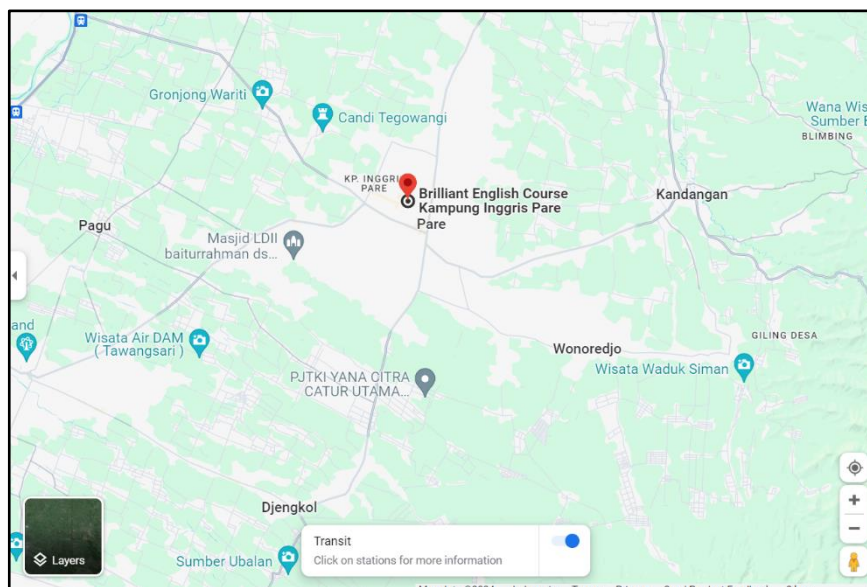 Gronjong Wariti
Candi Tegowangi
Wana Wis
Sumber B
BLIMBING
KP. INGGRI
PARE
Brilliant English Course
Kampung Inggris Pare
Pare
Kandangan
Pagu
Masjid LDII
baiturrahman ds...
and
Wisata Air DAM
( Tawangsari )
Wonoredjo
GILING DESA
Wisata Waduk Siman
PJTKI YANA CITRA
CATUR UTAMA...
Djengkol
Layers
Sumber Ubalan
Transit
Click on stations for more information